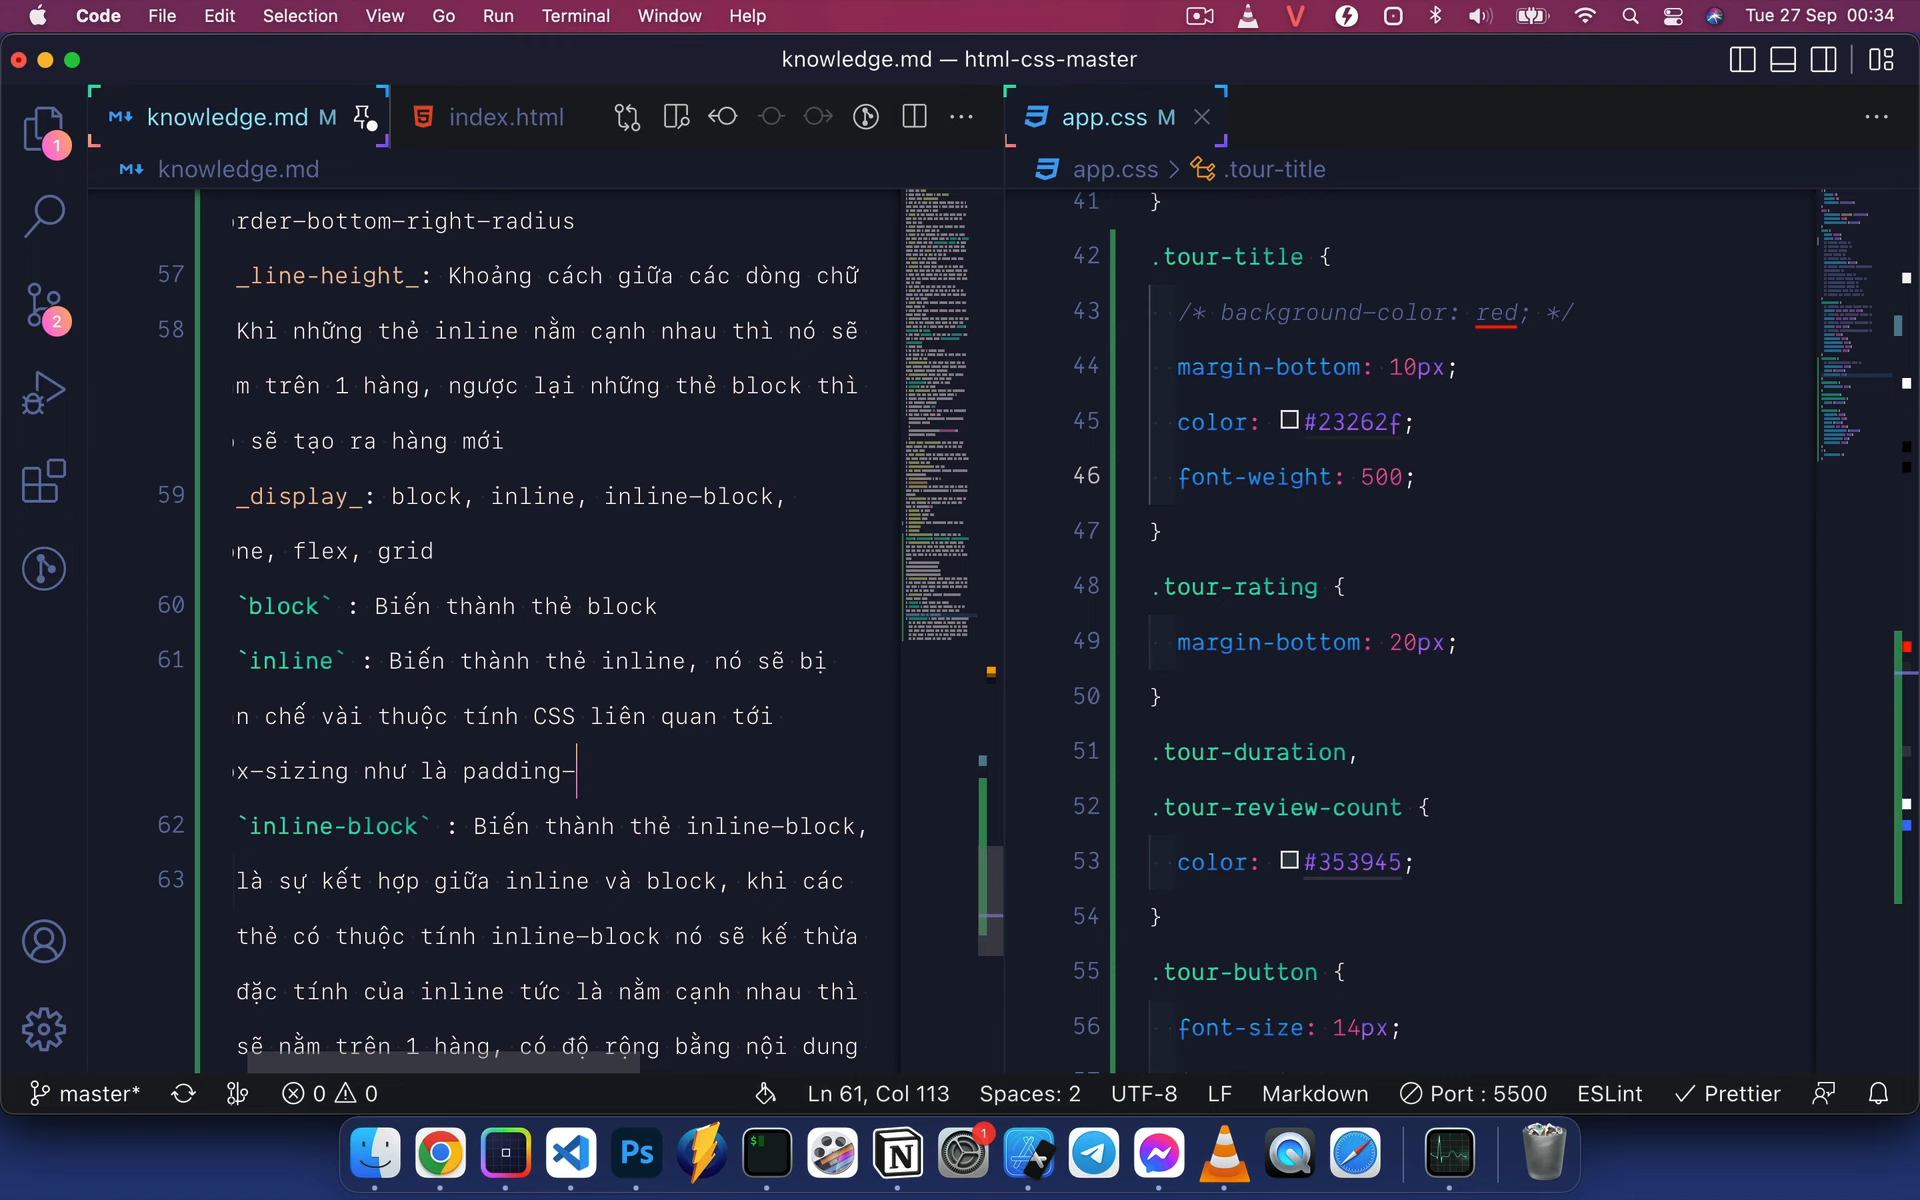 Code File Edit Selection View Go Run Terminal Window Help Tue 27 Sep 00:34
knowledge.md — html-css-master
knowledge.md M index.html
app.css M
knowledge.md
app.css > .tour-title
rder-bottom-right-radius
57 _line-height_: Khoảng cách giữa các dòng chữ
58 Khi những thẻ inline nằm cạnh nhau thì nó sẽ
m trên 1 hàng, ngược lại những thẻ block thì
sẽ tạo ra hàng mới
59 _display_: block, inline, inline-block,
ne, flex, grid
60 `block` : Biến thành thẻ block
61 `inline` : Biến thành thẻ inline, nó sẽ bị
n chế vài thuộc tính CSS liên quan tới
x-sizing như là padding-
62 `inline-block` : Biến thành thẻ inline-block,
63 là sự kết hợp giữa inline và block, khi các
thẻ có thuộc tính inline-block nó sẽ kế thừa
đặc tính của inline tức là nằm cạnh nhau thì
sẽ nằm trên 1 hàng, có độ rộng bằng nội dung
41 }
42 .tour-title {
43 /* background-color: red; */
44 margin-bottom: 10px;
45 color: #23262f;
46 font-weight: 500;
47 }
48 .tour-rating {
49 margin-bottom: 20px;
50 }
51 .tour-duration,
52 .tour-review-count {
53 color: #353945;
54 }
55 .tour-button {
56 font-size: 14px;
1
2
master* 0 0 Ln 61, Col 113 Spaces: 2 UTF-8 LF Markdown Port : 5500 ESLint Prettier
Ps
1